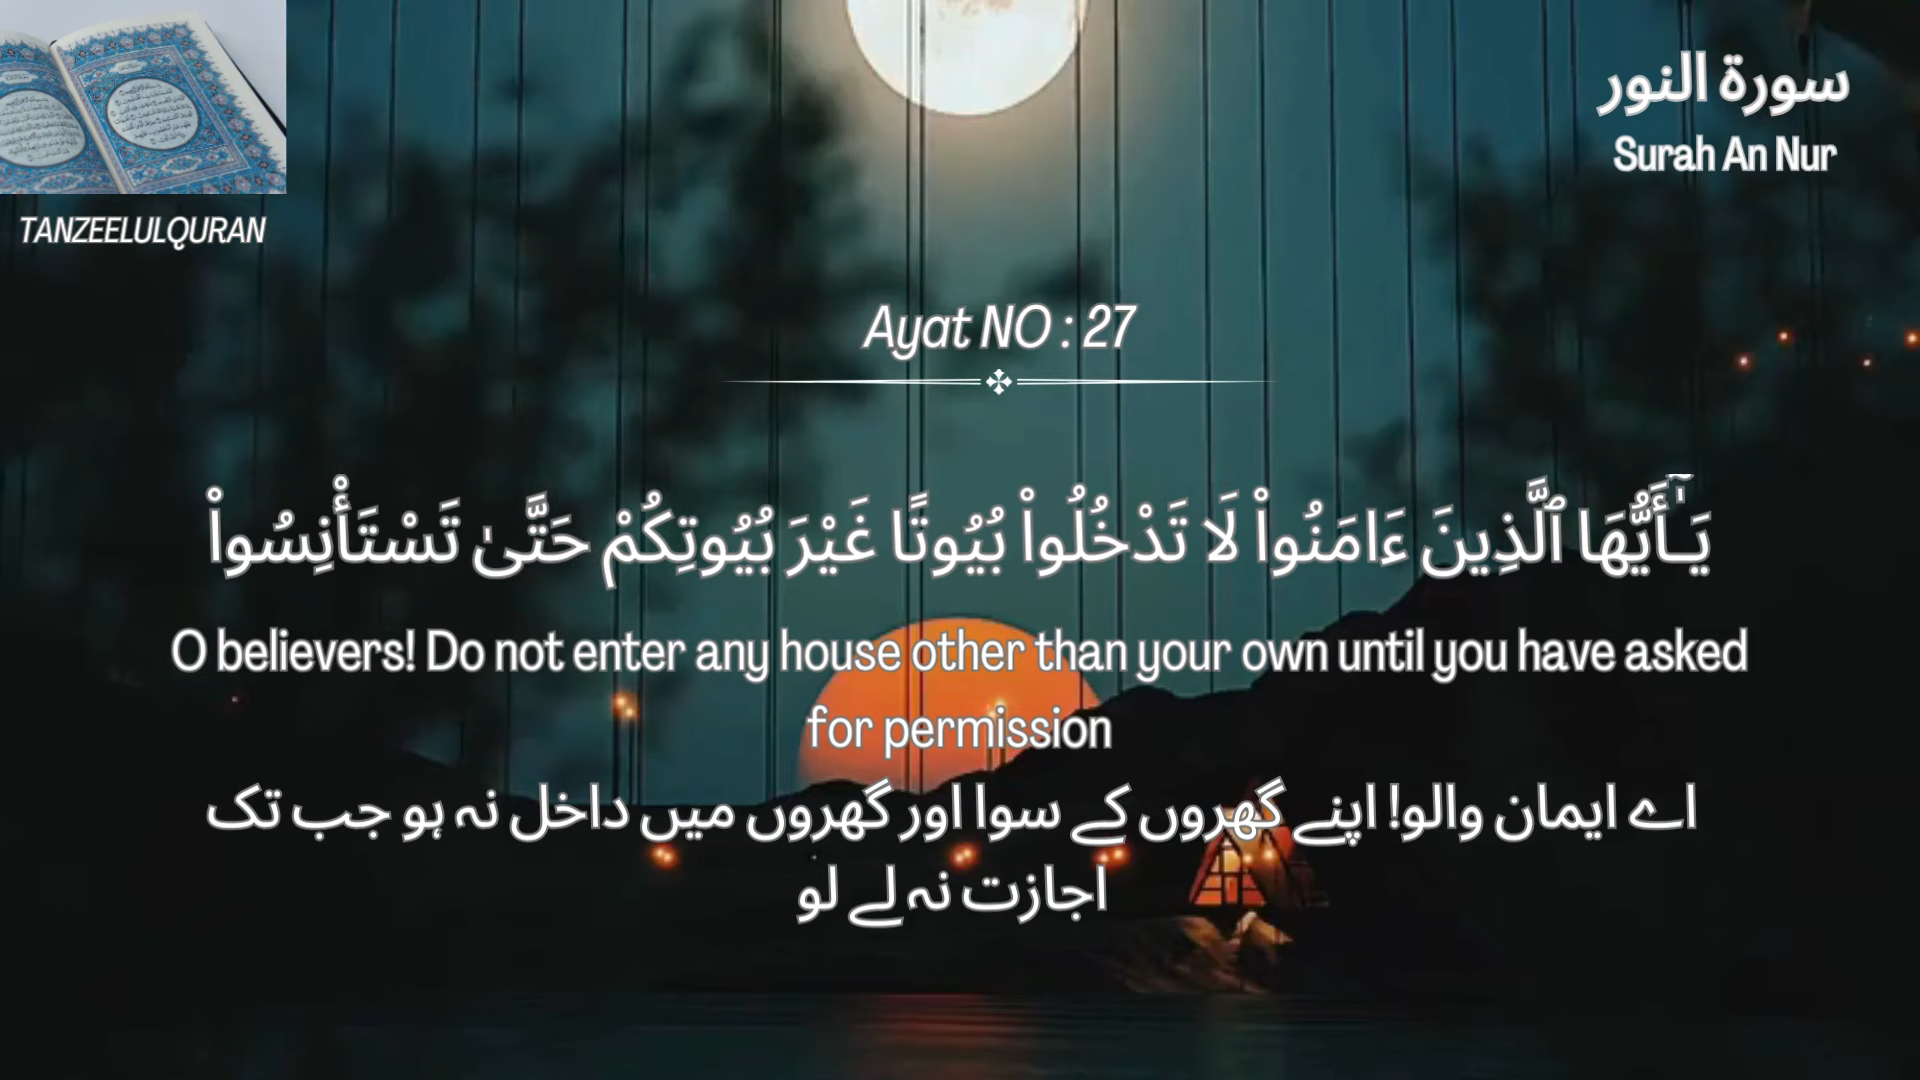 سورة النور
Surah An Nur
TANZEELULQURAN
Ayat NO : 27
يَـٰٓأَيُّهَا ٱلَّذِينَ ءَامَنُوا۟ لَا تَدْخُلُوا۟ بُيُوتًا غَيْرَ بُيُوتِكُمْ حَتَّىٰ تَسْتَأْنِسُوا۟
O believers! Do not enter any house other than your own until you have asked
for permission
اے ایمان والو! اپنے گھروں کے سوا اور گھروں میں داخل نہ ہو جب تک
اجازت نہ لے لو